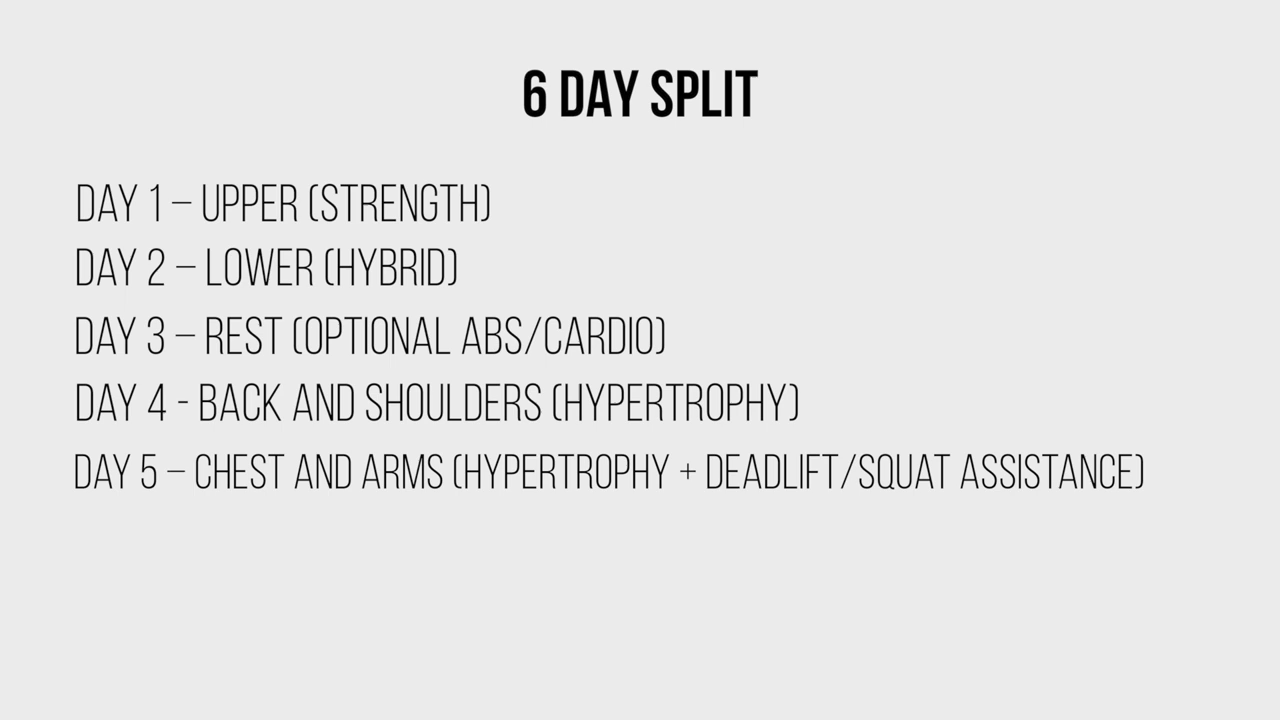 6 DAY SPLIT
DAY 1 – UPPER (STRENGTH)
DAY 2 – LOWER (HYBRID)
DAY 3 – REST (OPTIONAL ABS/CARDIO)
DAY 4 - BACK AND SHOULDERS (HYPERTROPHY)
DAY 5 – CHEST AND ARMS (HYPERTROPHY + DEADLIFT/SQUAT ASSISTANCE)